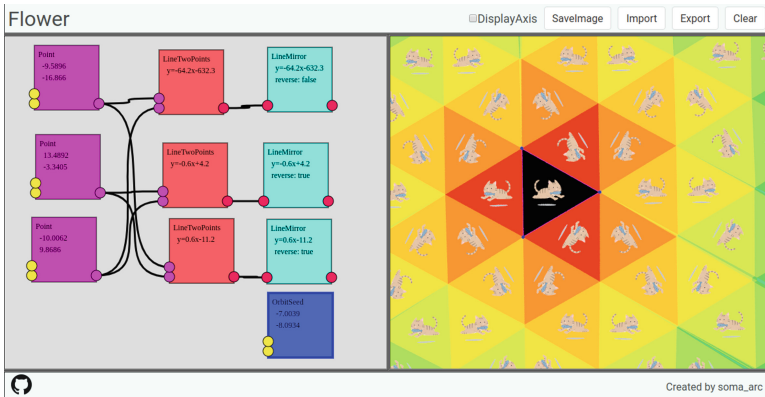 Flower
DisplayAxis
SaveImage
Import
Export
Clear
Point
-9.5896
-16.866
LineTwoPoints
y=-64.2x-632.3
LineMirror
y=-64.2x-632.3
reverse: false
Point
13.4892
-3.3405
LineTwoPoints
y=-0.6x+4.2
LineMirror
y=-0.6x+4.2
reverse: true
Point
-10.0062
9.8686
LineTwoPoints
y=0.6x-11.2
LineMirror
y=0.6x-11.2
reverse: true
OrbitSeed
-7.0039
-8.0934
Created by soma_arc